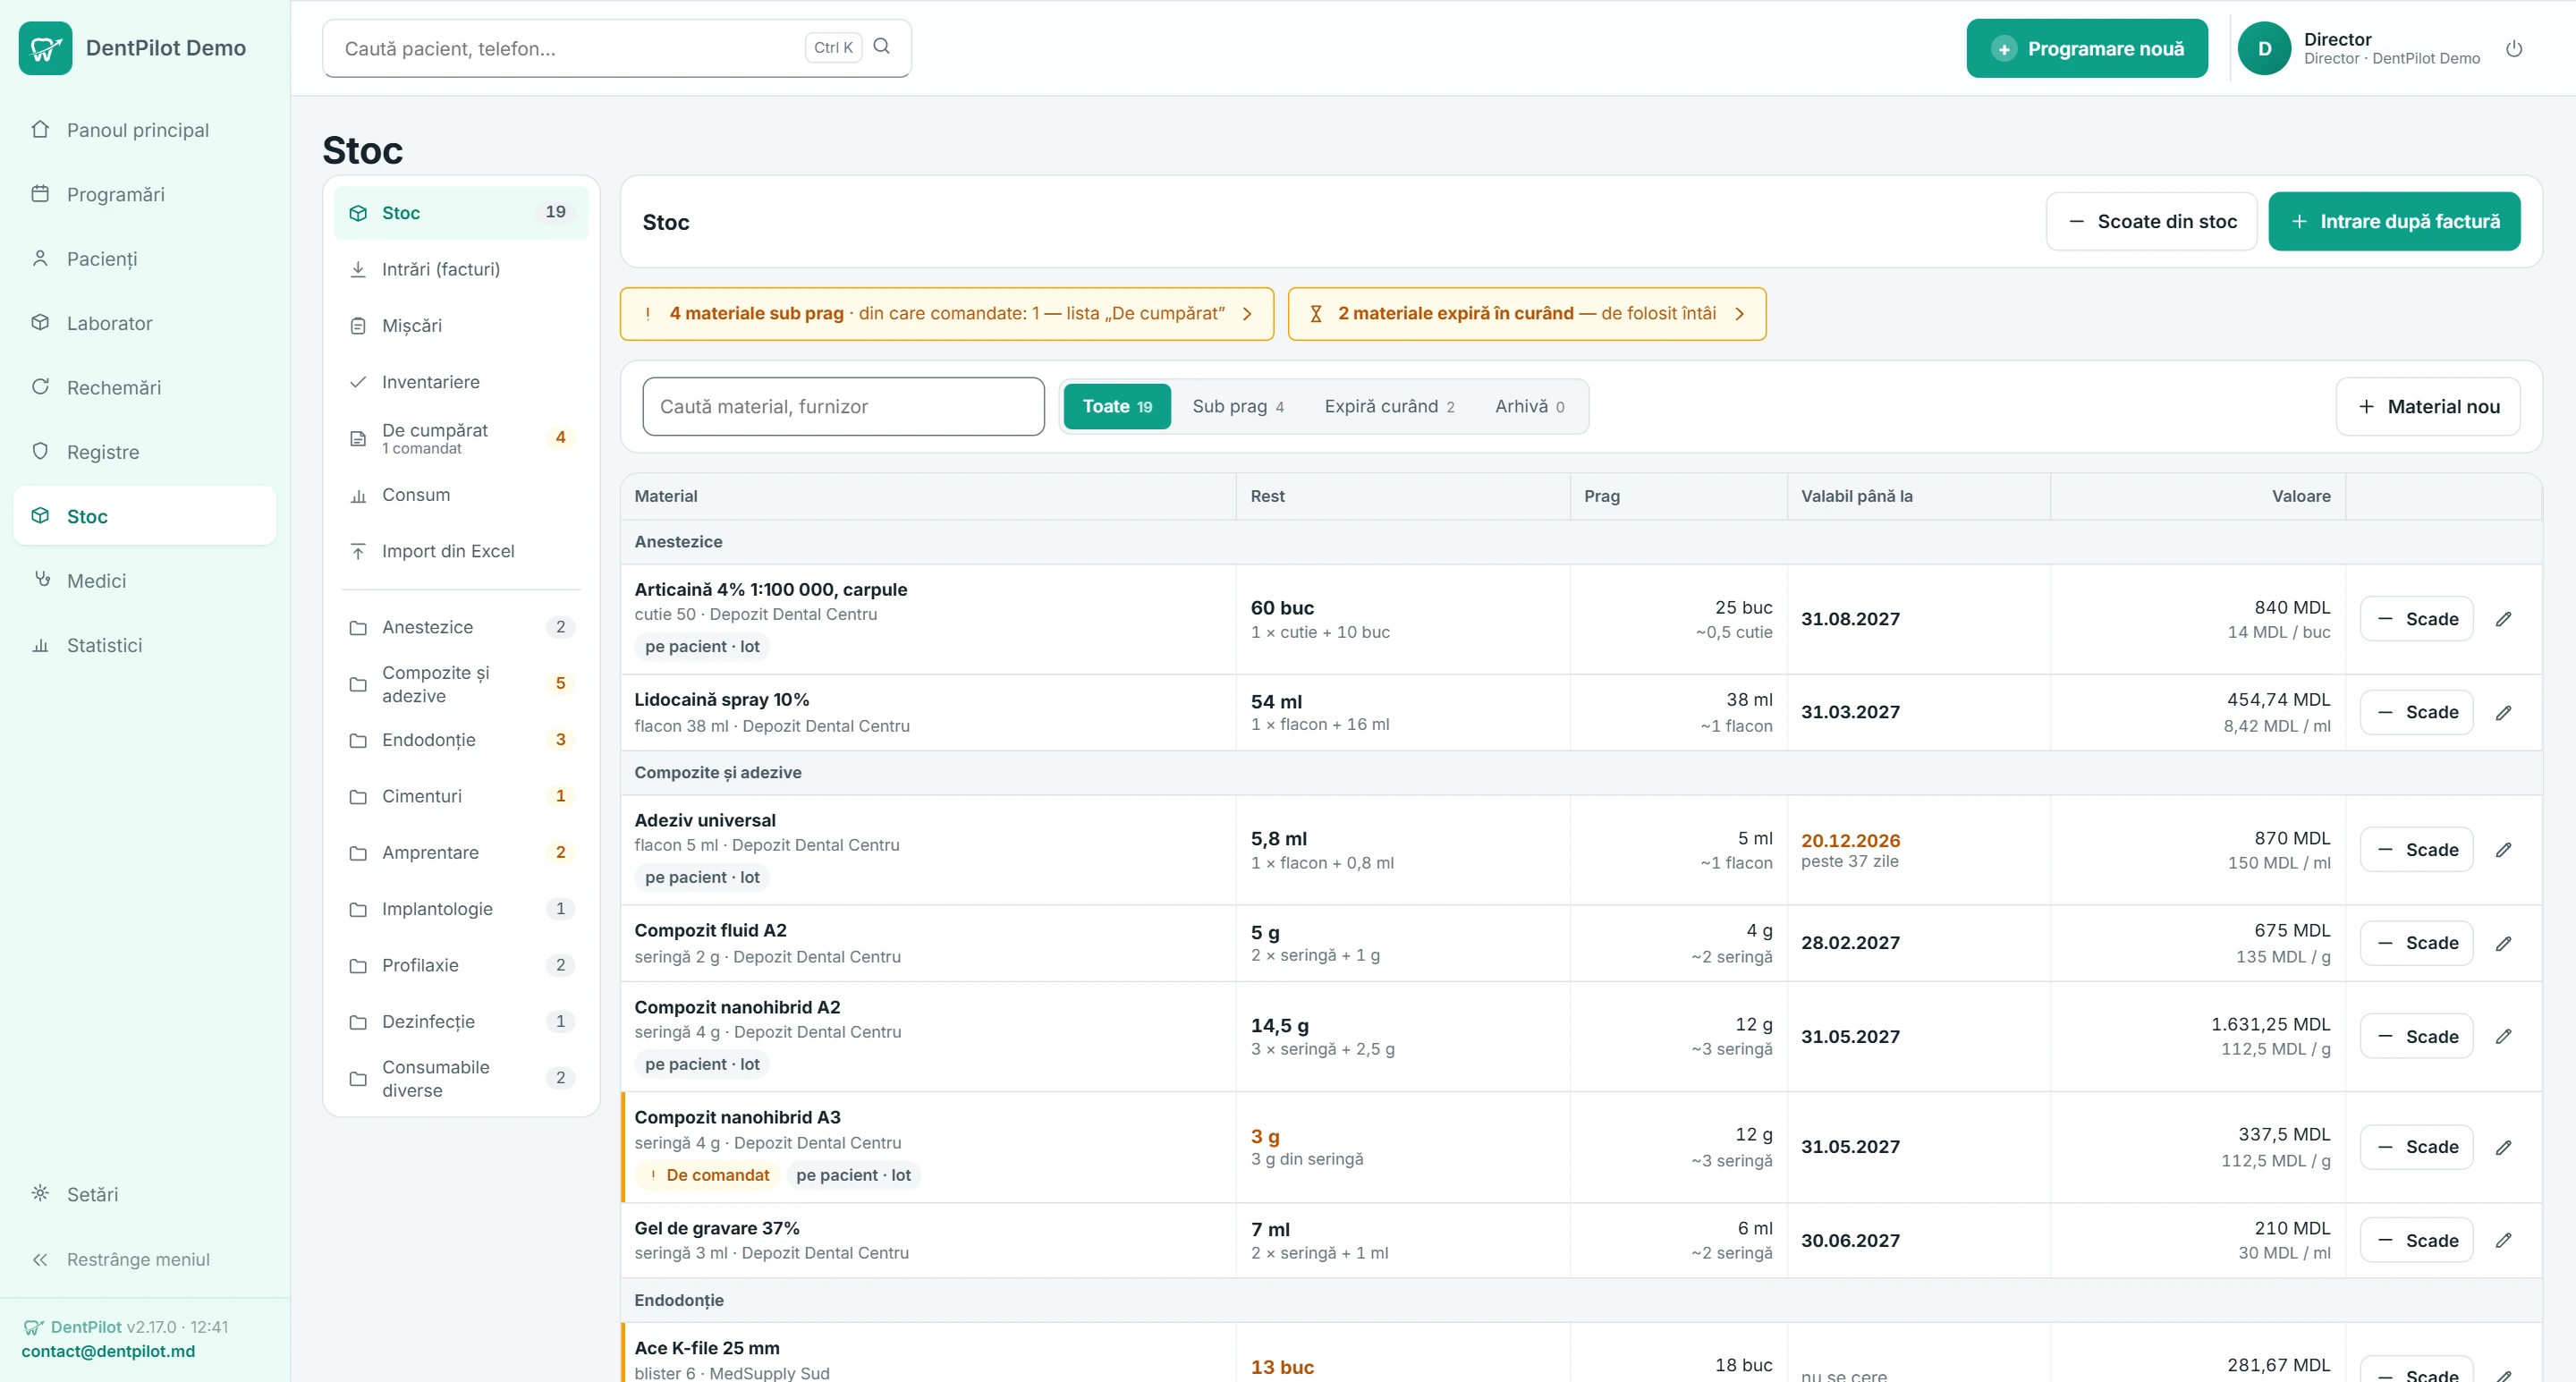 DentPilot Demo
Caută pacient, telefon...
Ctrl K
Programare nouă
D
Director
Director · DentPilot Demo
Panoul principal
Programări
Pacienți
Laborator
Rechemări
Registre
Stoc
Medici
Statistici
Setări
Restrânge meniul
DentPilot v2.17.0 · 12:41
contact@dentpilot.md
Stoc
Stoc 19
Intrări (facturi)
Mișcări
Inventariere
De cumpărat 4
1 comandat
Consum
Import din Excel
Anestezice 2
Compozite și
adezive 5
Endodonție 3
Cimenturi 1
Amprentare 2
Implantologie 1
Profilaxie 2
Dezinfecție 1
Consumabile
diverse 2
Stoc
Scoate din stoc
Intrare după factură
! 4 materiale sub prag · din care comandate: 1 — lista „De cumpărat”
2 materiale expiră în curând — de folosit întâi
Caută material, furnizor
Toate 19
Sub prag 4
Expiră curând 2
Arhivă 0
+ Material nou
Material Rest Prag Valabil până la Valoare
Anestezice
Articaină 4% 1:100 000, carpule
cutie 50 · Depozit Dental Centru
pe pacient · lot
60 buc
1 × cutie + 10 buc
25 buc
~0,5 cutie
31.08.2027
840 MDL
14 MDL / buc
— Scade
Lidocaină spray 10%
flacon 38 ml · Depozit Dental Centru
54 ml
1 × flacon + 16 ml
38 ml
~1 flacon
31.03.2027
454,74 MDL
8,42 MDL / ml
— Scade
Compozite și adezive
Adeziv universal
flacon 5 ml · Depozit Dental Centru
pe pacient · lot
5,8 ml
1 × flacon + 0,8 ml
5 ml
~1 flacon
20.12.2026
peste 37 zile
870 MDL
150 MDL / ml
— Scade
Compozit fluid A2
seringă 2 g · Depozit Dental Centru
5 g
2 × seringă + 1 g
4 g
~2 seringă
28.02.2027
675 MDL
135 MDL / g
— Scade
Compozit nanohibrid A2
seringă 4 g · Depozit Dental Centru
pe pacient · lot
14,5 g
3 × seringă + 2,5 g
12 g
~3 seringă
31.05.2027
1.631,25 MDL
112,5 MDL / g
— Scade
Compozit nanohibrid A3
seringă 4 g · Depozit Dental Centru
! De comandat pe pacient · lot
3 g
3 g din seringă
12 g
~3 seringă
31.05.2027
337,5 MDL
112,5 MDL / g
— Scade
Gel de gravare 37%
seringă 3 ml · Depozit Dental Centru
7 ml
2 × seringă + 1 ml
6 ml
~2 seringă
30.06.2027
210 MDL
30 MDL / ml
— Scade
Endodonție
Ace K-file 25 mm
blister 6 · MedSupply Sud
13 buc
18 buc
nu se cere
281,67 MDL
— Scade